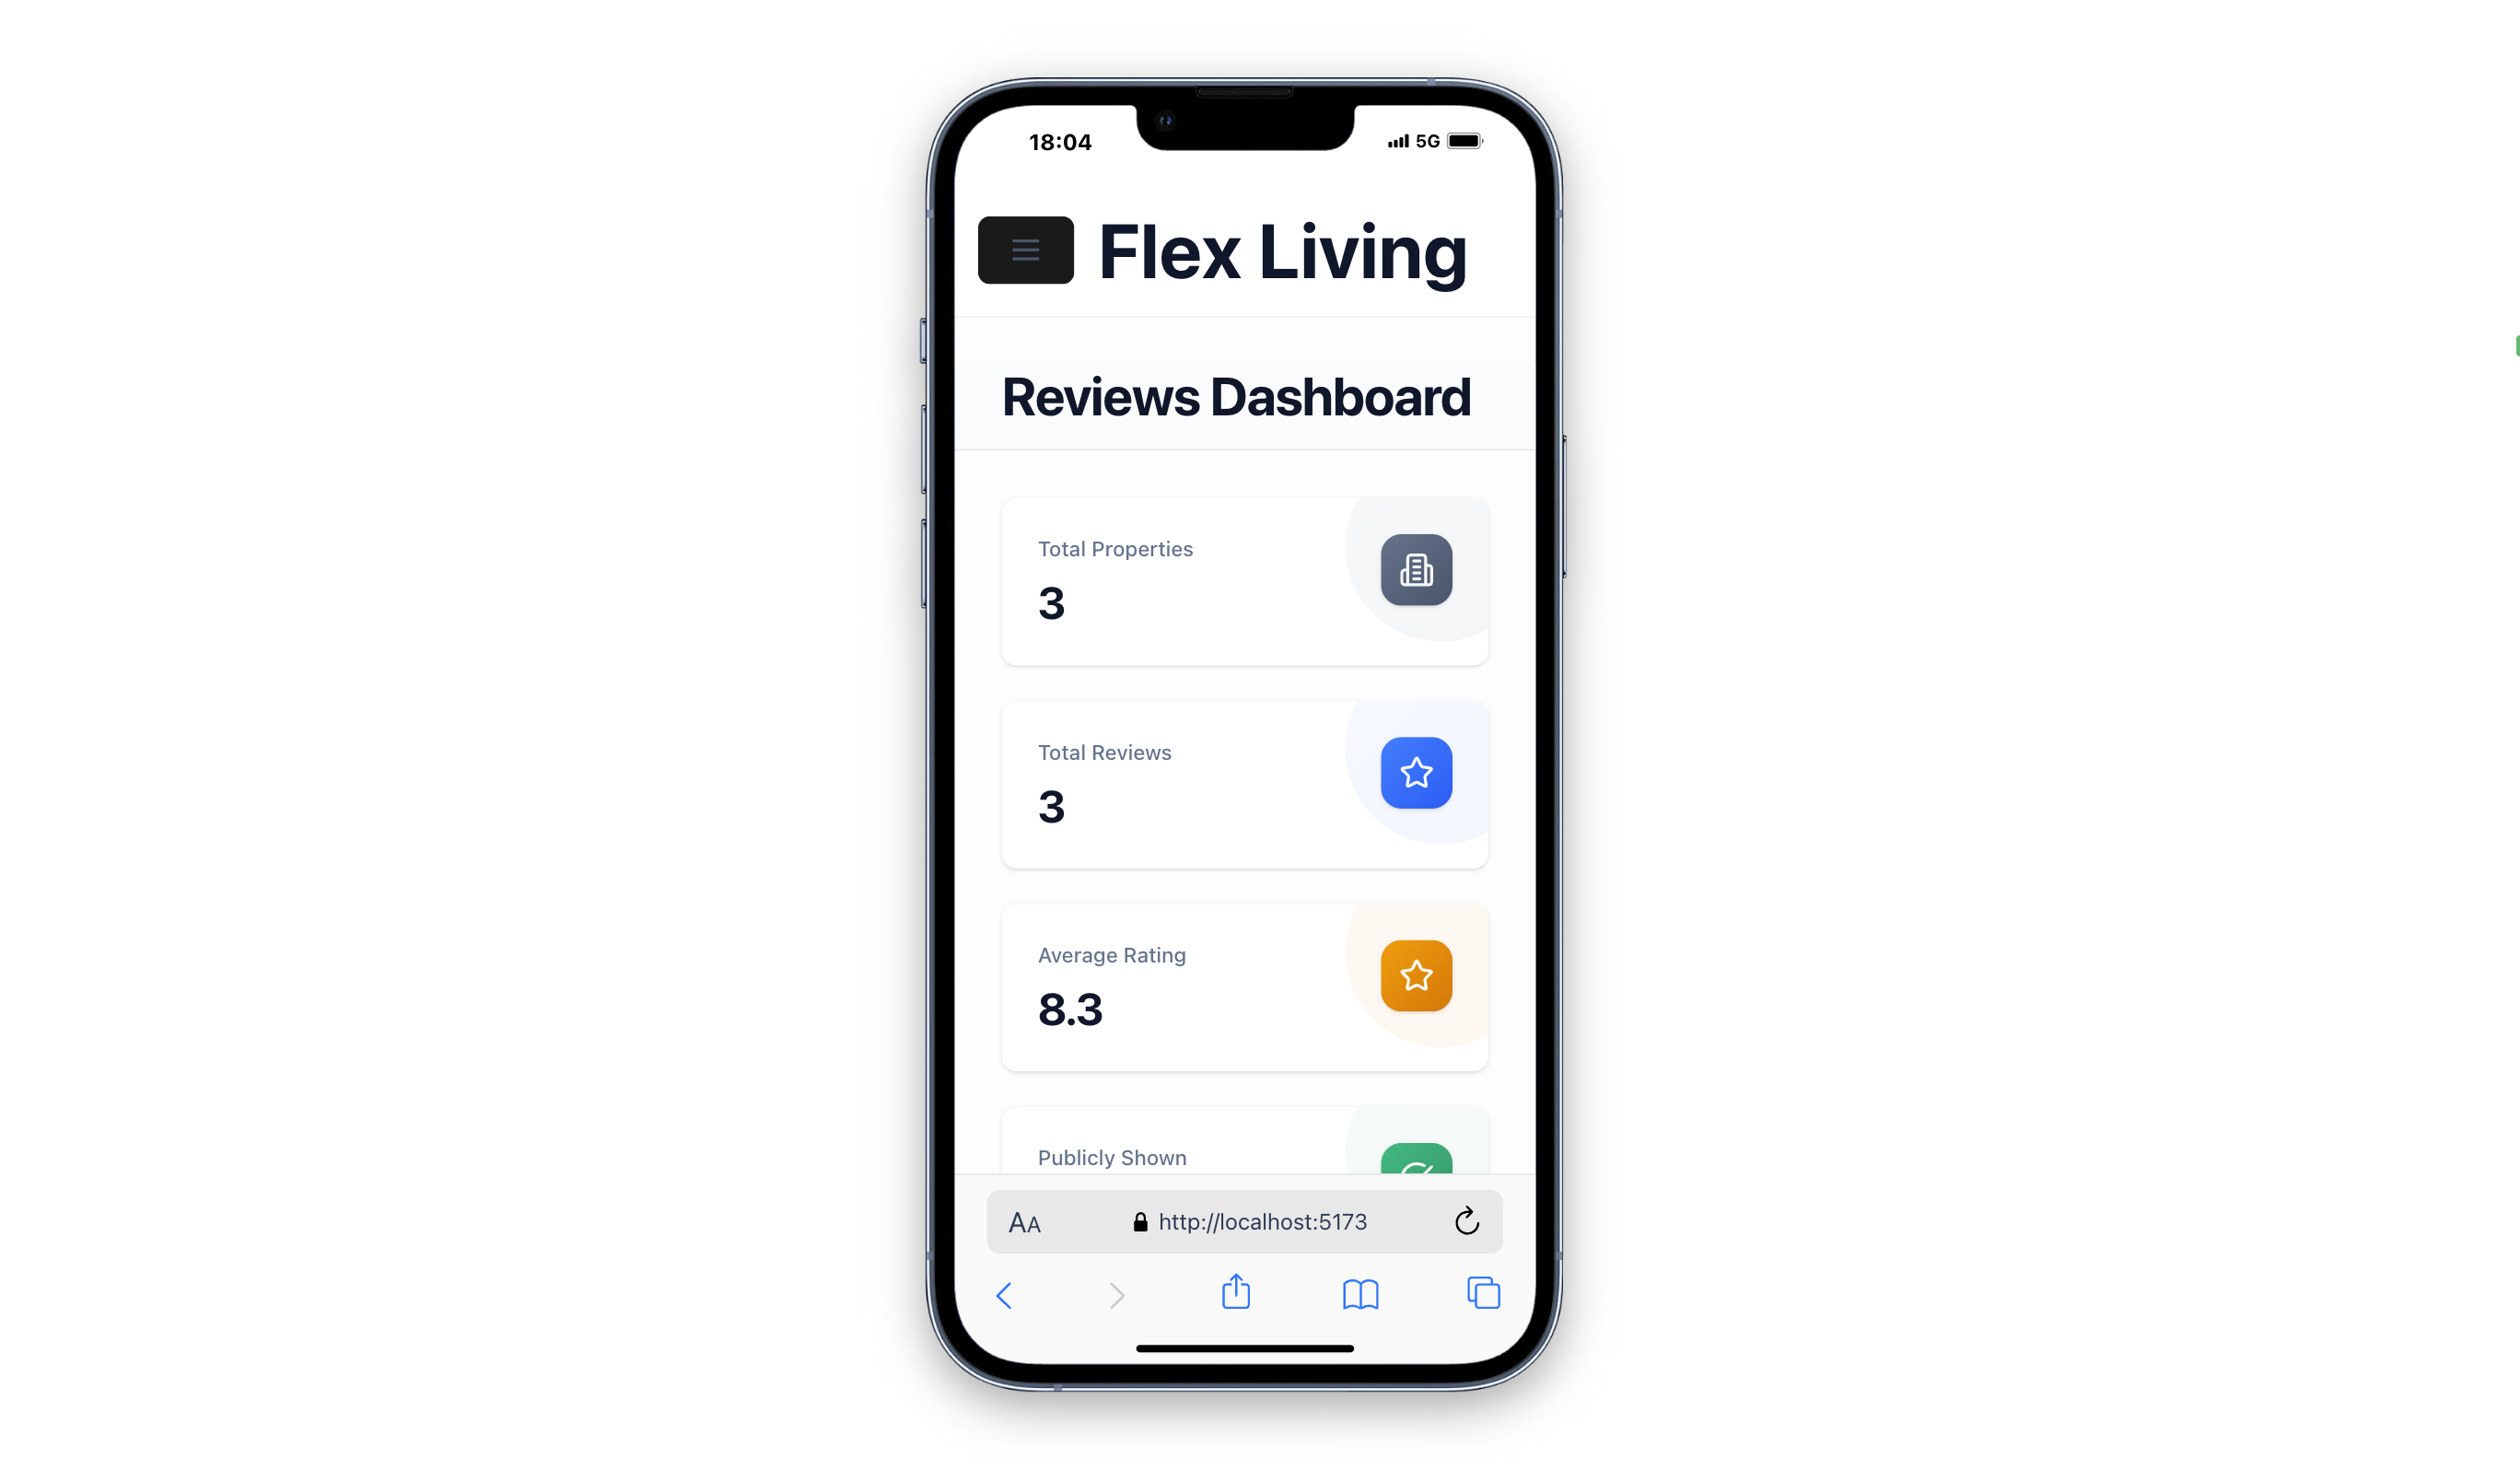 18:04 5G
Flex Living
Reviews Dashboard
Total Properties
3
Total Reviews
3
Average Rating
8.3
Publicly Shown
AA http://localhost:5173